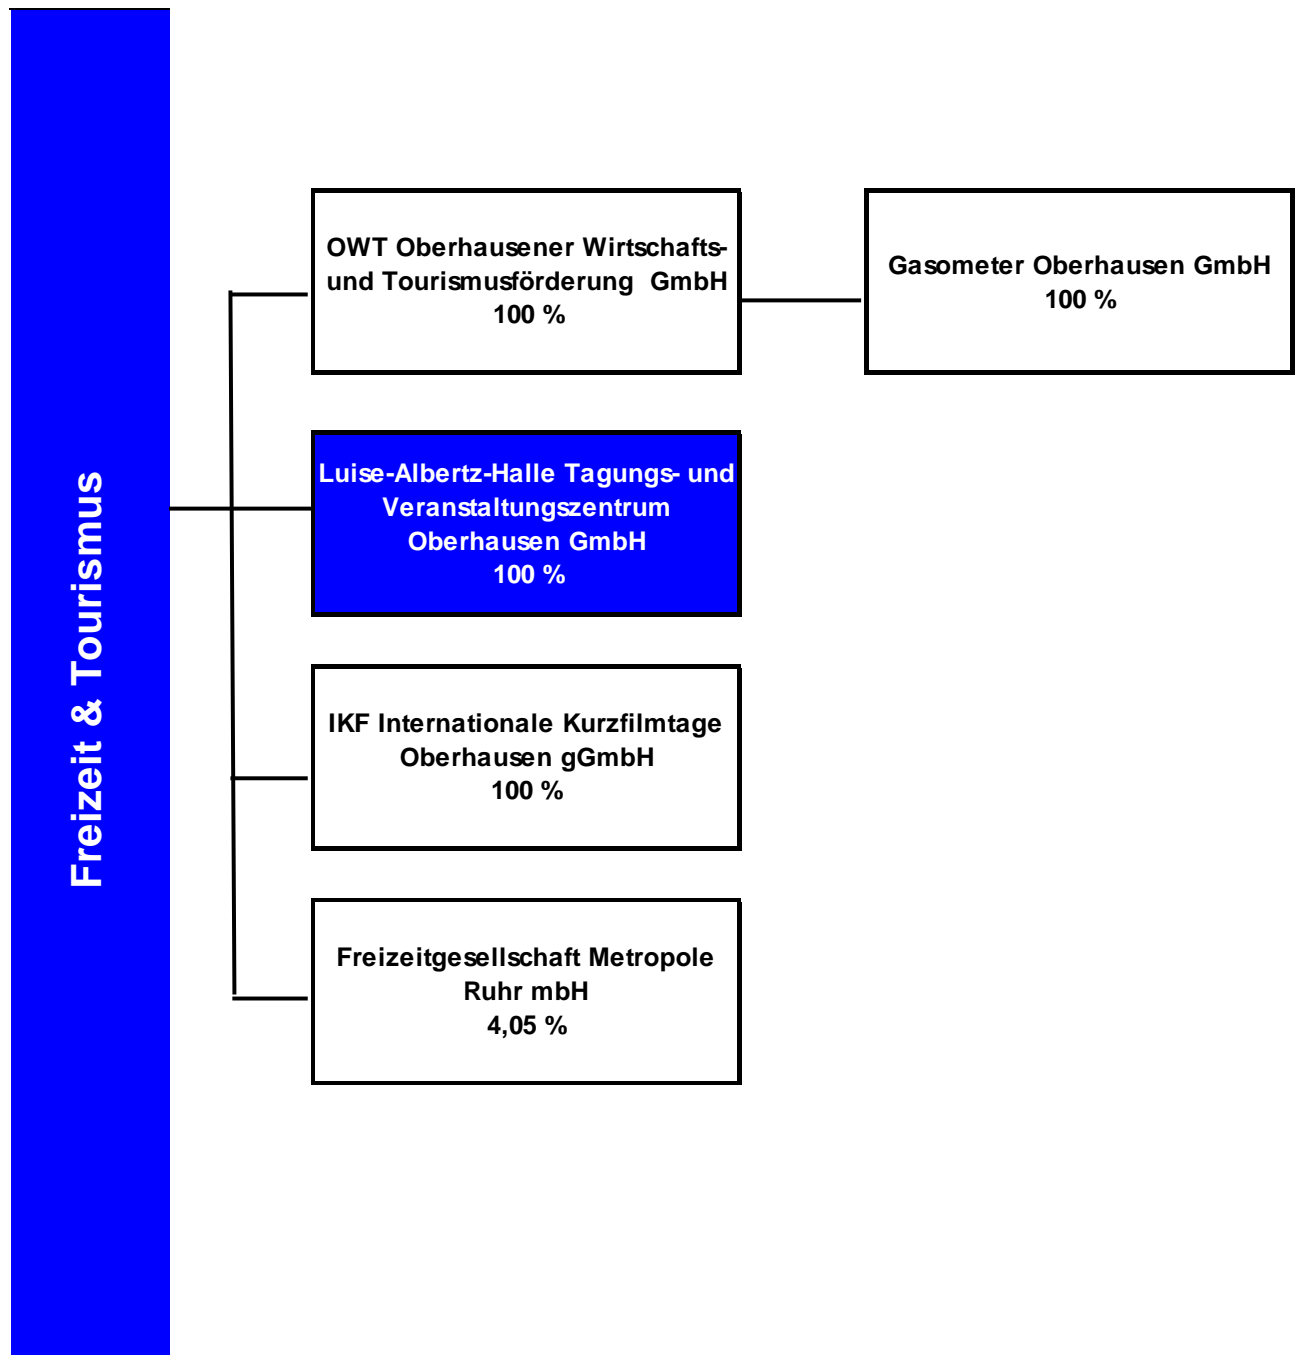 Freizeit & Tourismus
OWT Oberhausener Wirtschafts-
und Tourismusförderung GmbH
100 %
Gasometer Oberhausen GmbH
100 %
Luise-Albertz-Halle Tagungs- und
Veranstaltungszentrum
Oberhausen GmbH
100 %
IKF Internationale Kurzfilmtage
Oberhausen gGmbH
100 %
Freizeitgesellschaft Metropole
Ruhr mbH
4,05 %